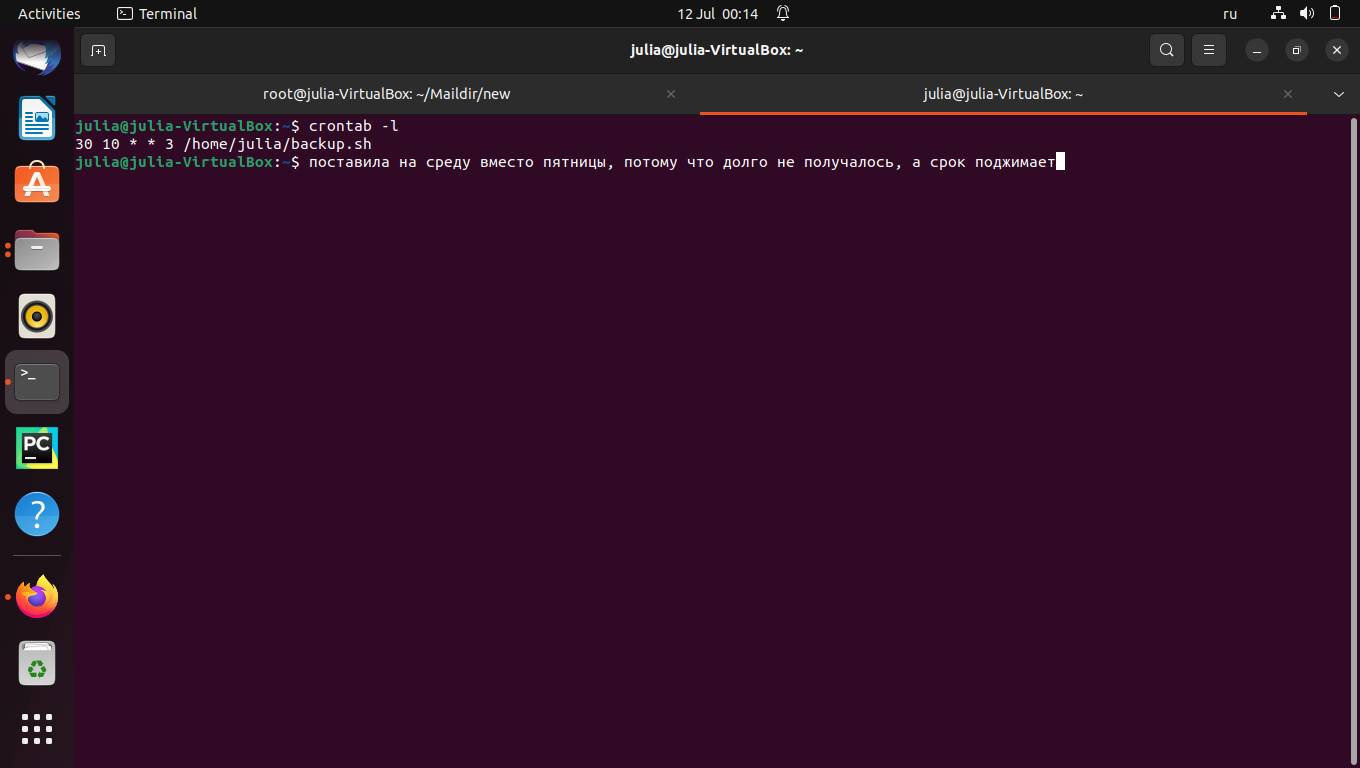 Activities
Terminal
12 Jul 00:14
ru
julia@julia-VirtualBox: ~
root@julia-VirtualBox: ~/Maildir/new
julia@julia-VirtualBox: ~
julia@julia-VirtualBox:~$ crontab -l
30 10 * * 3 /home/julia/backup.sh
julia@julia-VirtualBox:~$ поставила на среду вместо пятницы, потому что долго не получалось, а срок поджимает
>_
PC
?